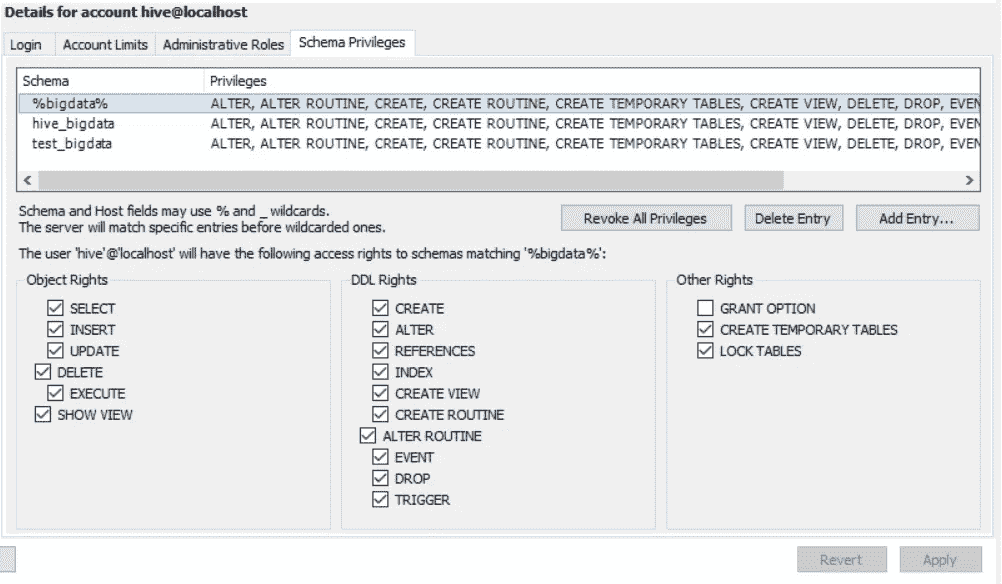 Details for account hive@localhost
Login Account Limits Administrative Roles Schema Privileges
Schema Privileges
%bigdata% ALTER, ALTER ROUTINE, CREATE, CREATE ROUTINE, CREATE TEMPORARY TABLES, CREATE VIEW, DELETE, DROP, EVEN
hive_bigdata ALTER, ALTER ROUTINE, CREATE, CREATE ROUTINE, CREATE TEMPORARY TABLES, CREATE VIEW, DELETE, DROP, EVEN
test_bigdata ALTER, ALTER ROUTINE, CREATE, CREATE ROUTINE, CREATE TEMPORARY TABLES, CREATE VIEW, DELETE, DROP, EVEN
Schema and Host fields may use % and _ wildcards.
The server will match specific entries before wildcarded ones.
Revoke All Privileges Delete Entry Add Entry...
The user 'hive'@'localhost' will have the following access rights to schemas matching '%bigdata%':
Object Rights
SELECT
INSERT
UPDATE
DELETE
EXECUTE
SHOW VIEW
DDL Rights
CREATE
ALTER
REFERENCES
INDEX
CREATE VIEW
CREATE ROUTINE
ALTER ROUTINE
EVENT
DROP
TRIGGER
Other Rights
GRANT OPTION
CREATE TEMPORARY TABLES
LOCK TABLES
Revert Apply